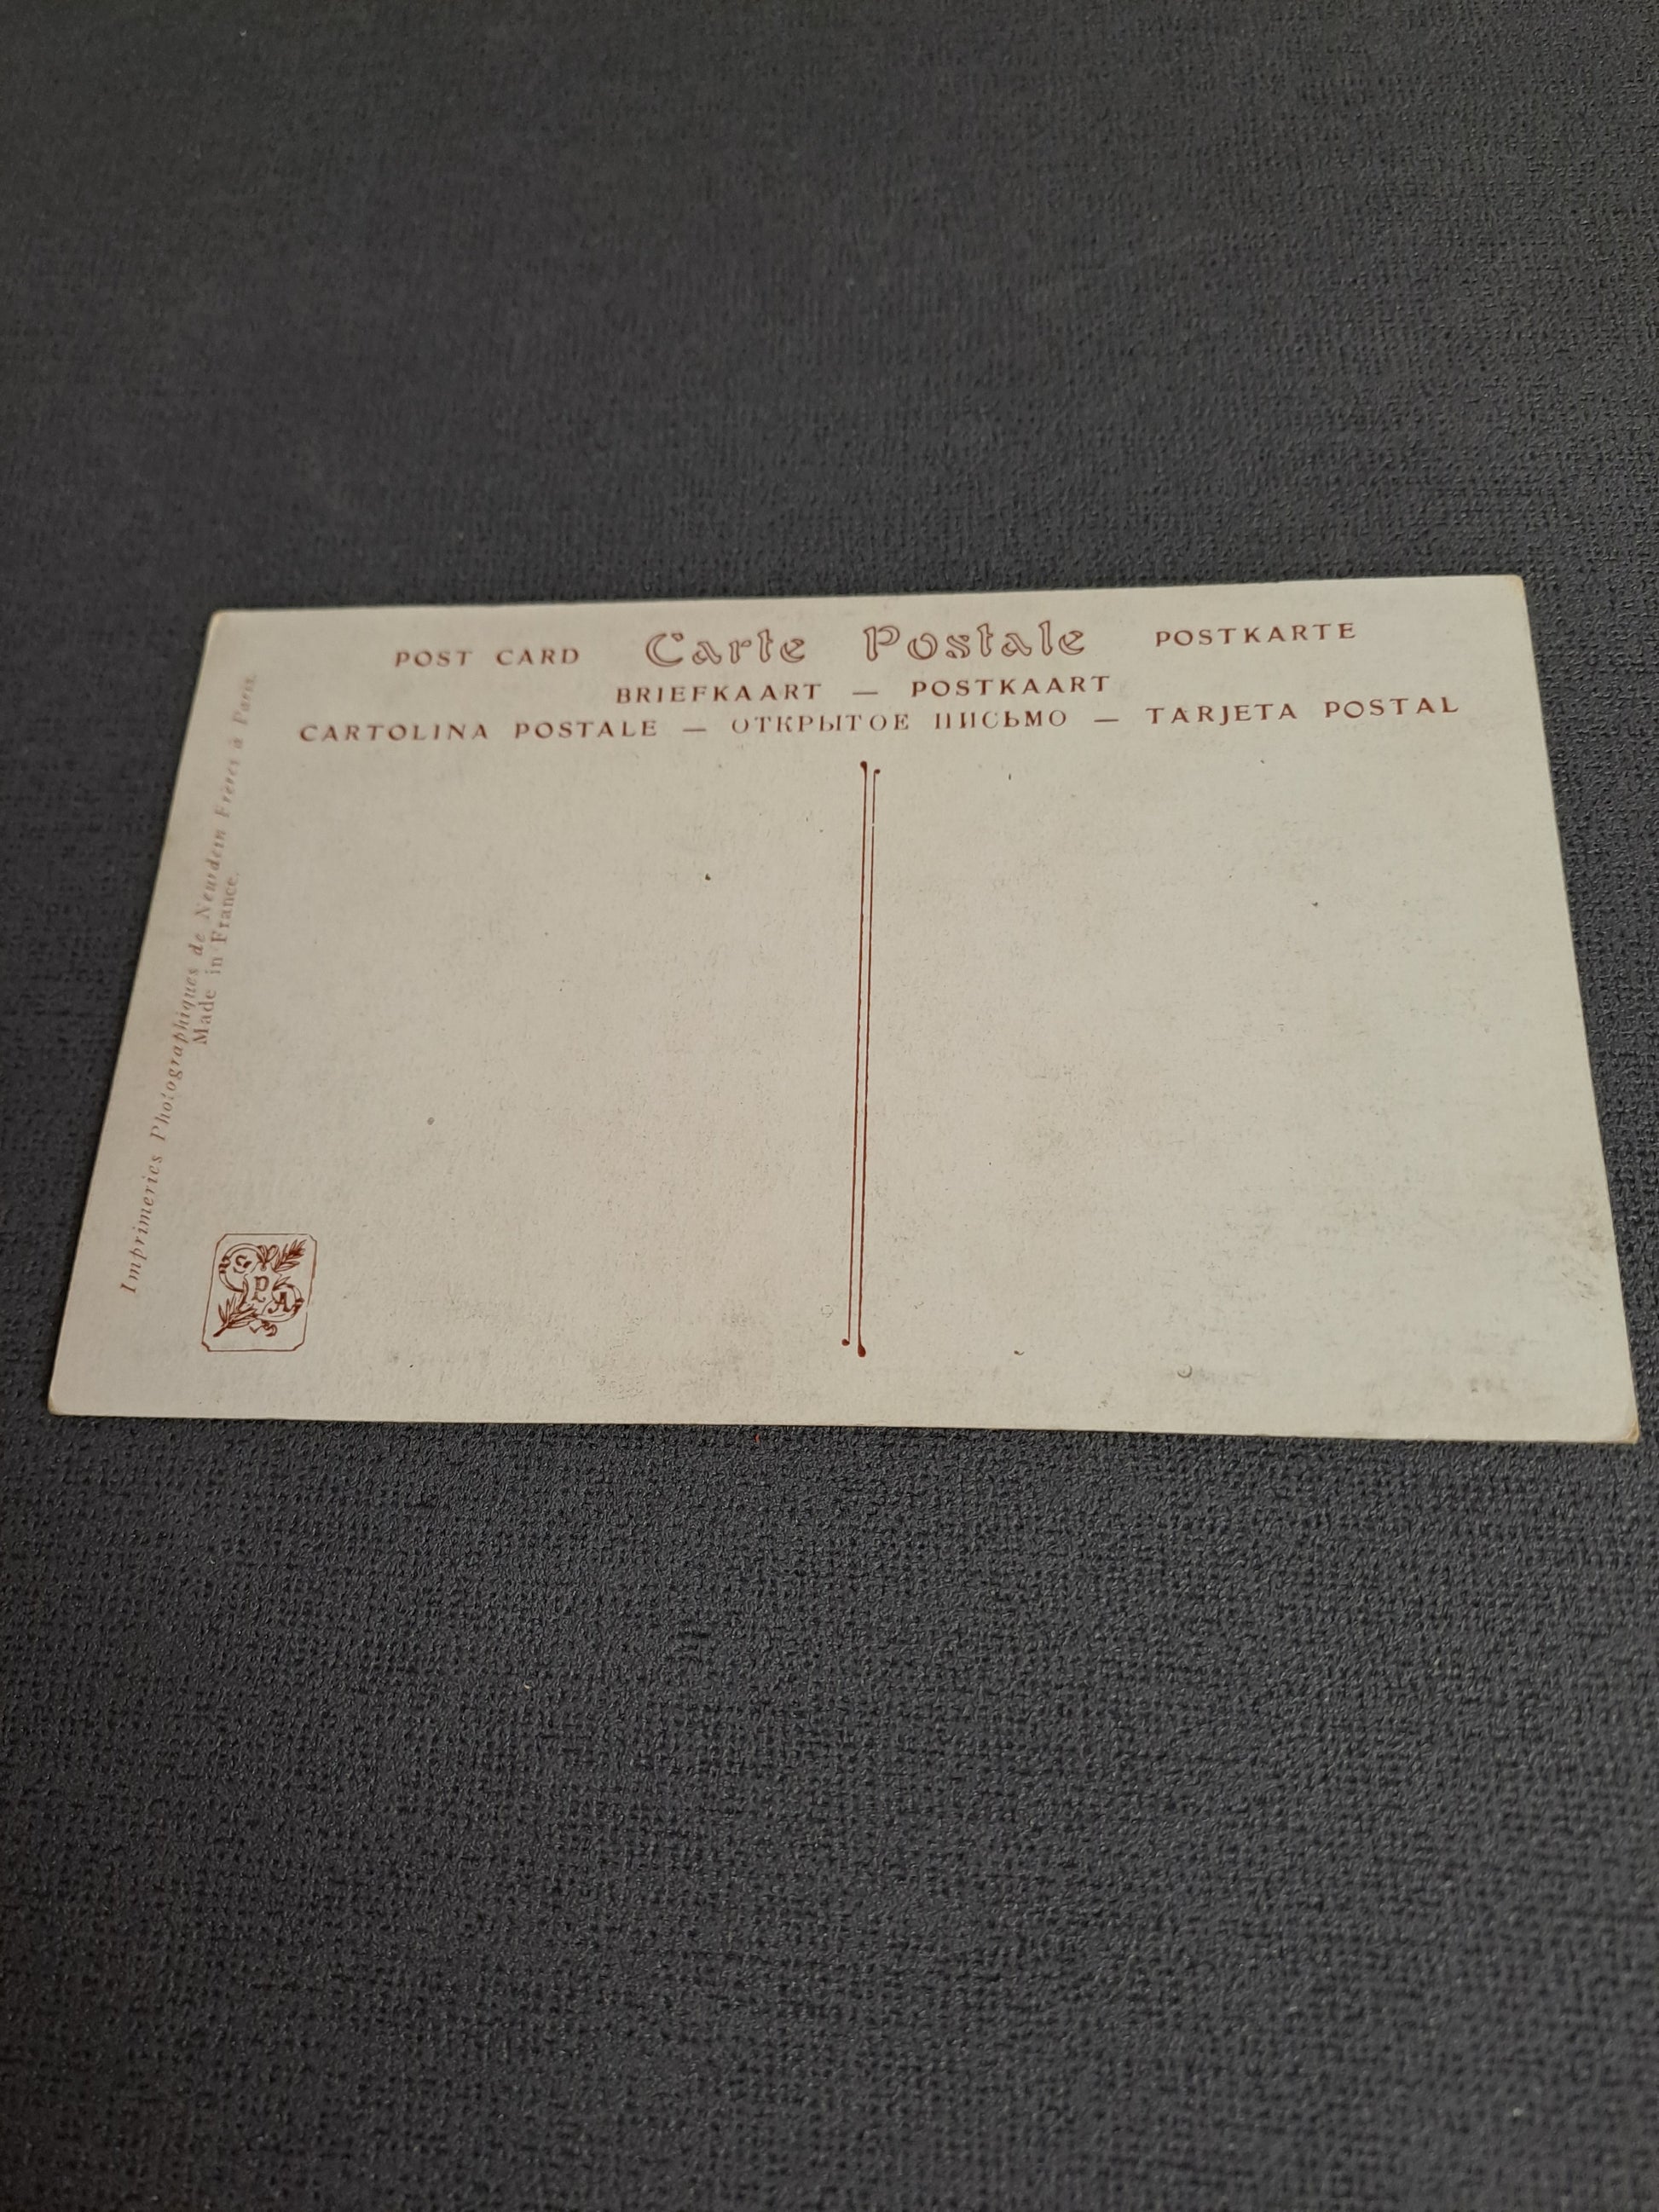 POST CARD Carte Postale POSTKARTE
BRIEFKAART — POSTKAART
CARTOLINA POSTALE — ОТКРЫТОЕ ПИСЬМО — TARJETA POSTAL
Imprimeries Photographiques de Neurdein Frères à Paris.
Made in France.
S
P
A